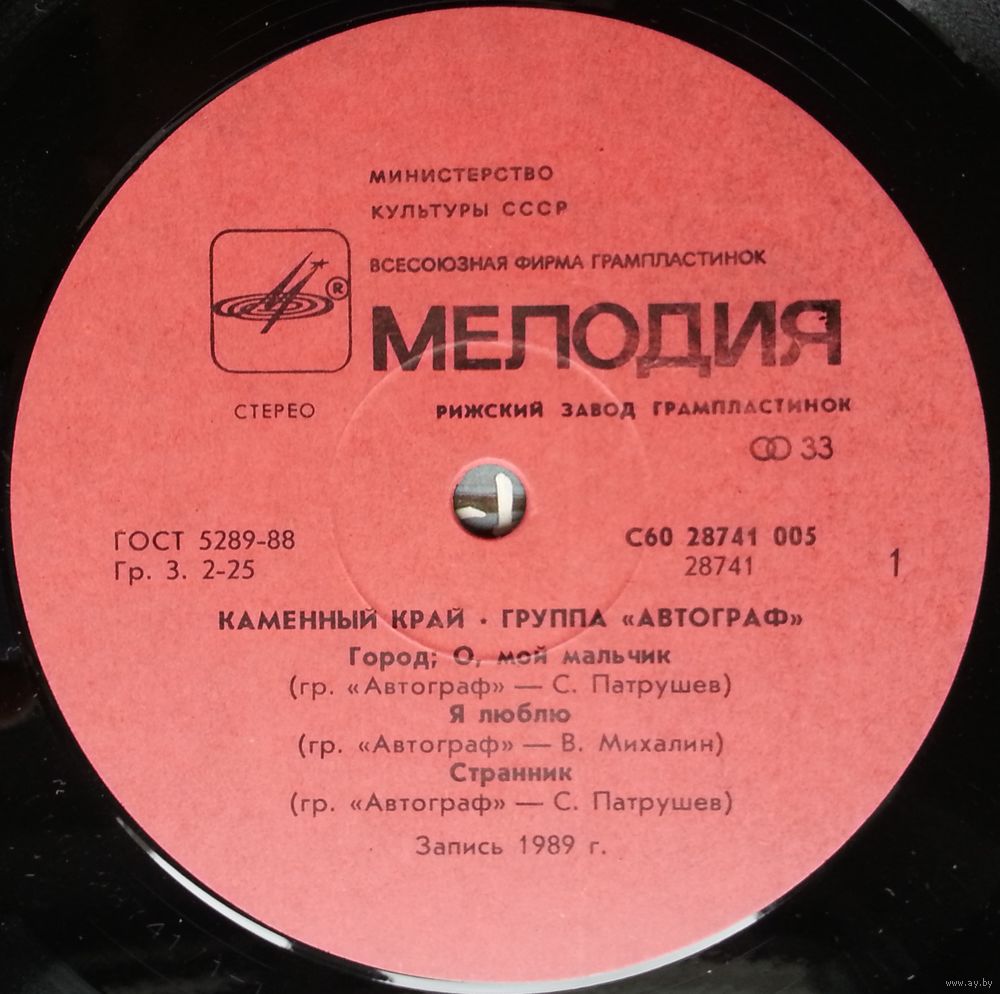 МИНИСТЕРСТВО
КУЛЬТУРЫ СССР
ВСЕСОЮЗНАЯ ФИРМА ГРАМПЛАСТИНОК
®
МЕЛОДИЯ
СТЕРЕО
РИЖСКИЙ ЗАВОД ГРАМПЛАСТИНОК
33
ГОСТ 5289-88
Гр. 3. 2-25
С60 28741 005
28741
1
КАМЕННЫЙ КРАЙ · ГРУППА «АВТОГРАФ»
Город; О, мой мальчик
(гр. «Автограф» — С. Патрушев)
Я люблю
(гр. «Автограф» — В. Михалин)
Странник
(гр. «Автограф» — С. Патрушев)
Запись 1989 г.
www.ay.by